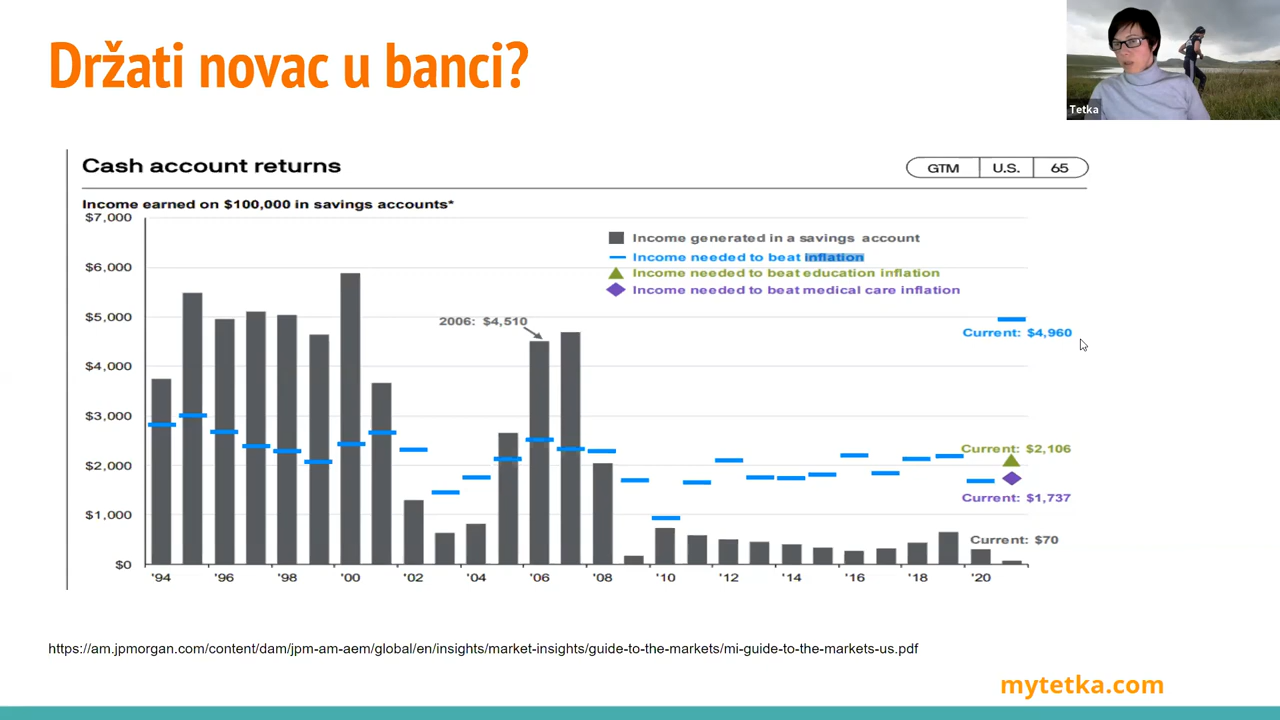 Držati novac u banci?
Tetka
Cash account returns
GTM U.S. 65
Income earned on $100,000 in savings accounts*
$7,000
$6,000
$5,000
$4,000
$3,000
$2,000
$1,000
$0
Income generated in a savings account
Income needed to beat inflation
Income needed to beat education inflation
Income needed to beat medical care inflation
2006: $4,510
Current: $4,960
Current: $2,106
Current: $1,737
Current: $70
'94 '96 '98 '00 '02 '04 '06 '08 '10 '12 '14 '16 '18 '20
https://am.jpmorgan.com/content/dam/jpm-am-aem/global/en/insights/market-insights/guide-to-the-markets/mi-guide-to-the-markets-us.pdf
mytetka.com